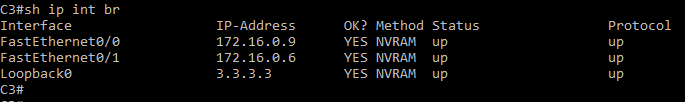 C3#sh ip int br
Interface                  IP-Address      OK? Method Status                Protocol
FastEthernet0/0            172.16.0.9      YES NVRAM  up                    up
FastEthernet0/1            172.16.0.6      YES NVRAM  up                    up
Loopback0                  3.3.3.3         YES NVRAM  up                    up
C3#